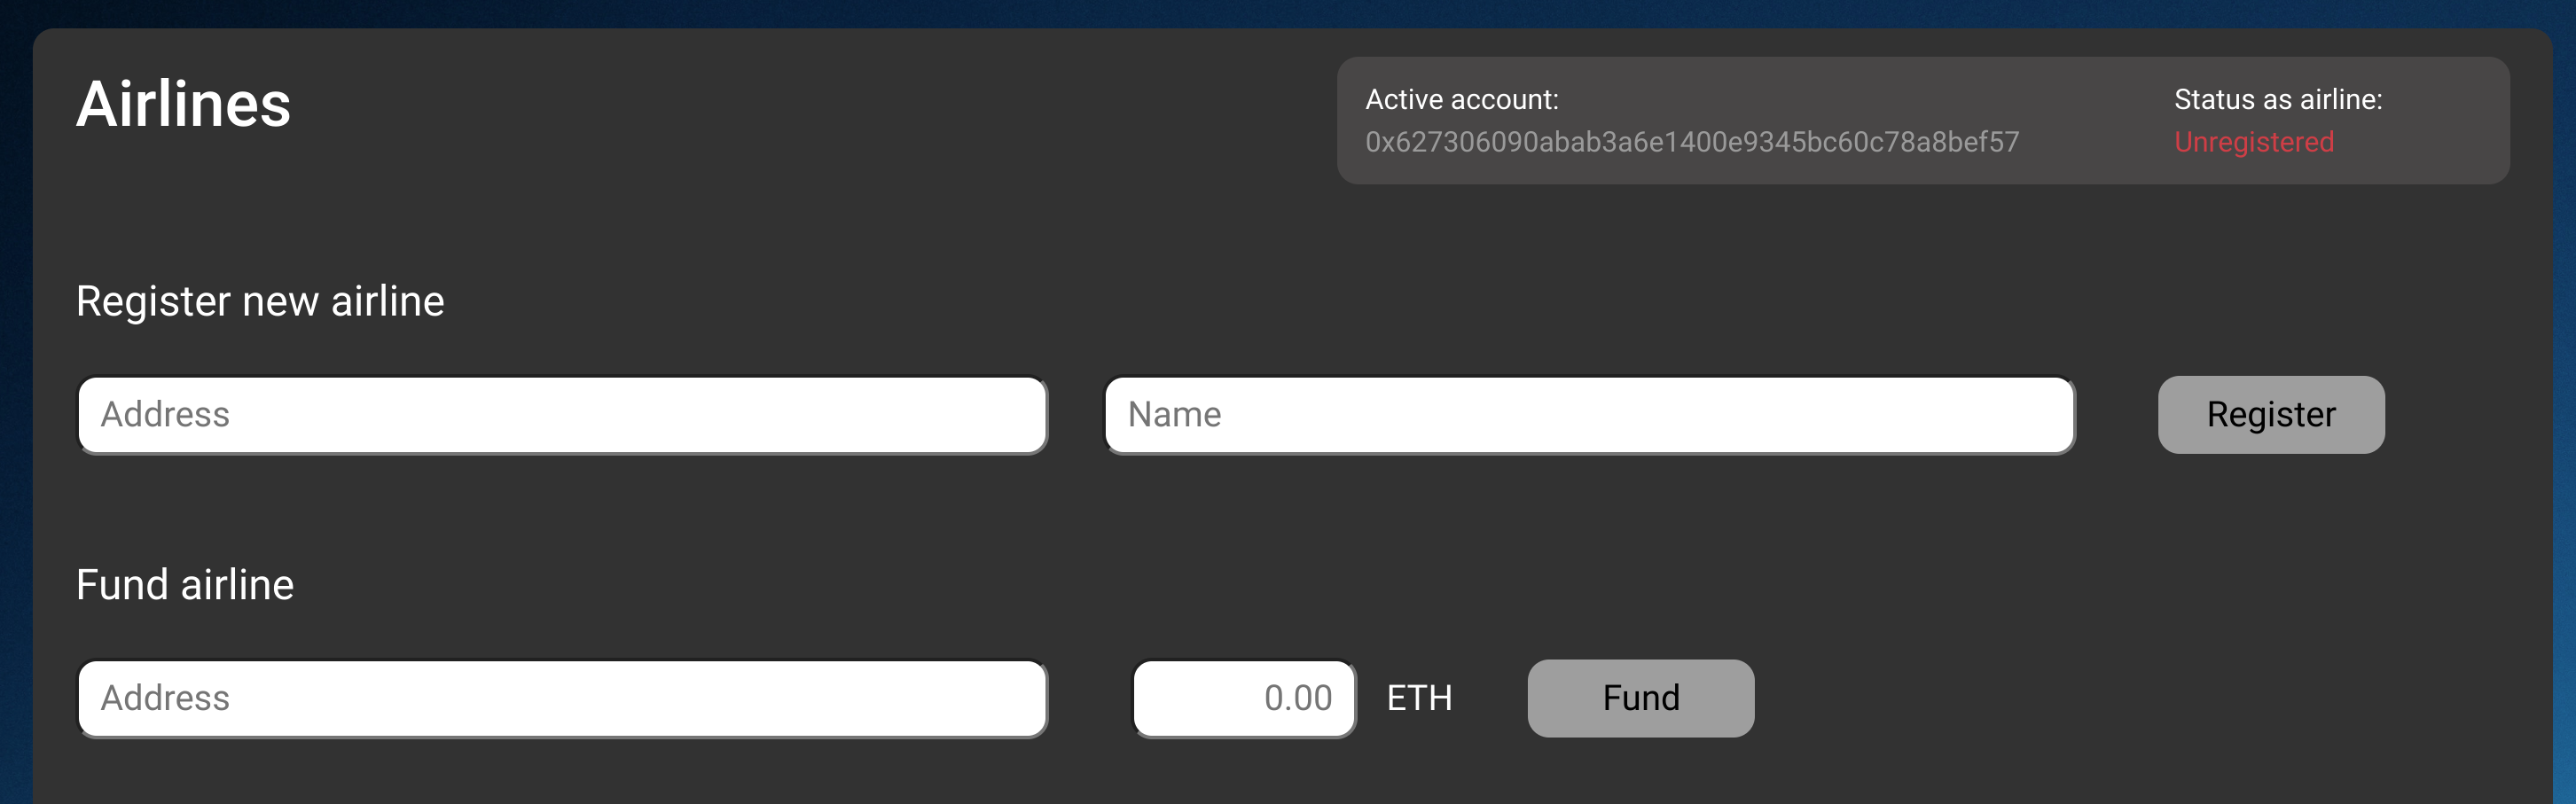 Airlines
Active account:
0x627306090abab3a6e1400e9345bc60c78a8bef57
Status as airline:
Unregistered
Register new airline
Address
Name
Register
Fund airline
Address
0.00
ETH
Fund